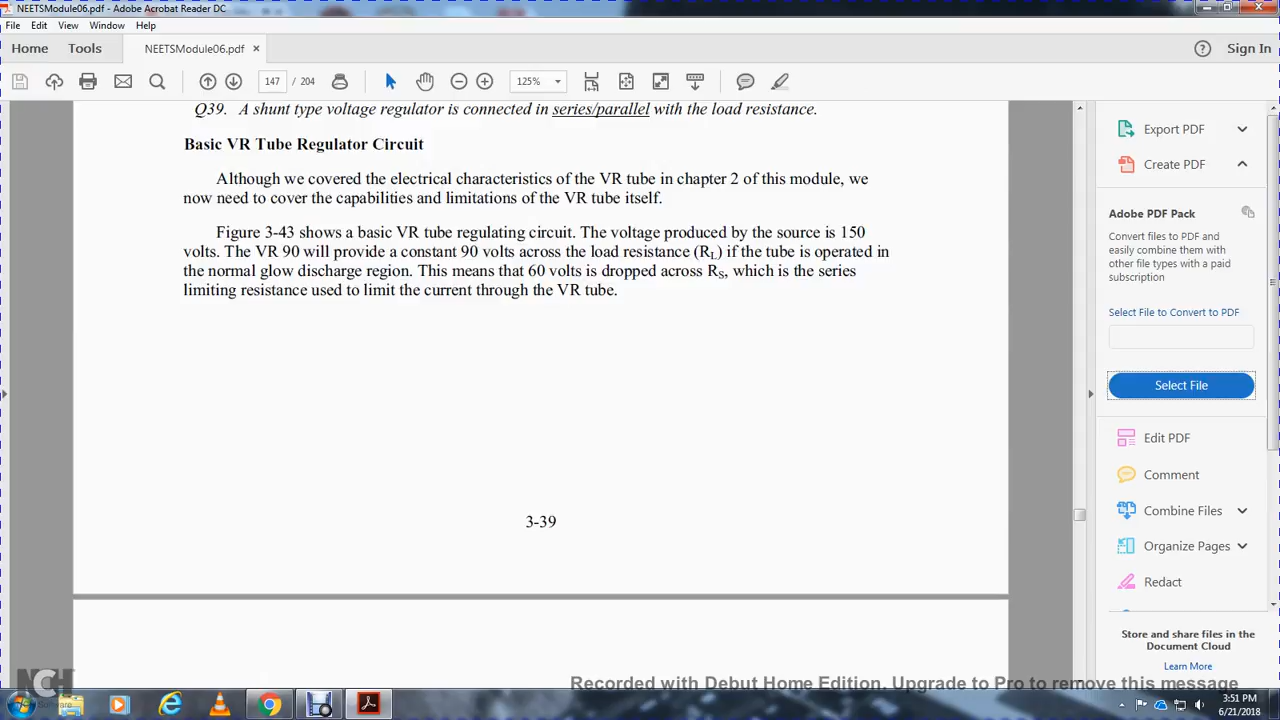 NEETSModule06.pdf - Adobe Acrobat Reader DC
File Edit View Window Help
Home Tools NEETSModule06.pdf × ? Sign In
147 / 204 125%
Q39. A shunt type voltage regulator is connected in series/parallel with the load resistance.
Basic VR Tube Regulator Circuit
Although we covered the electrical characteristics of the VR tube in chapter 2 of this module, we
now need to cover the capabilities and limitations of the VR tube itself.
Figure 3-43 shows a basic VR tube regulating circuit. The voltage produced by the source is 150
volts. The VR 90 will provide a constant 90 volts across the load resistance (RL) if the tube is operated in
the normal glow discharge region. This means that 60 volts is dropped across RS, which is the series
limiting resistance used to limit the current through the VR tube.
3-39
Export PDF
Create PDF
Adobe PDF Pack
Convert files to PDF and
easily combine them with
other file types with a paid
subscription
Select File to Convert to PDF
Select File
Edit PDF
Comment
Combine Files
Organize Pages
Redact
Store and share files in the
Document Cloud
Learn More
NCH
Software
Recorded with Debut Home Edition. Upgrade to Pro to remove this message
3:51 PM
6/21/2018